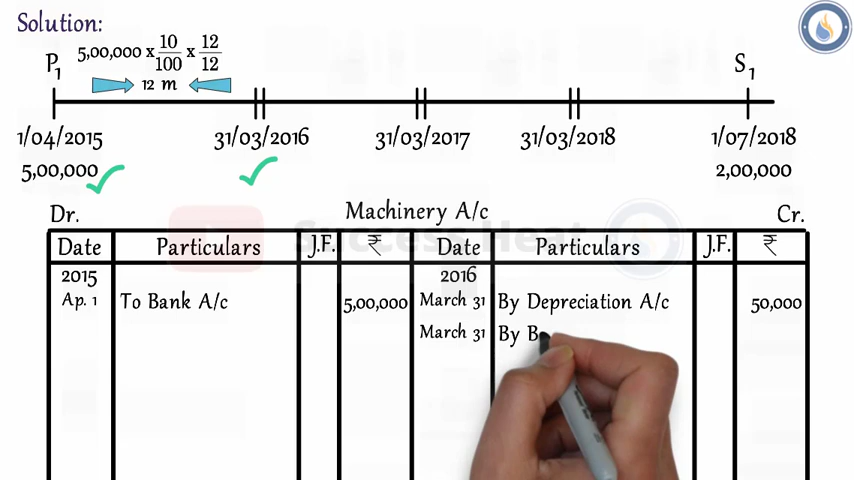 Solution:
P1 5,00,000 x 10/100 x 12/12 S1
12 m
1/04/2015 31/03/2016 31/03/2017 31/03/2018 1/07/2018
5,00,000 2,00,000
Dr. Machinery A/c Cr.
Date Particulars J.F. ₹ Date Particulars J.F. ₹
2015 2016
Ap. 1 To Bank A/c 5,00,000 March 31 By Depreciation A/c 50,000
March 31 By B